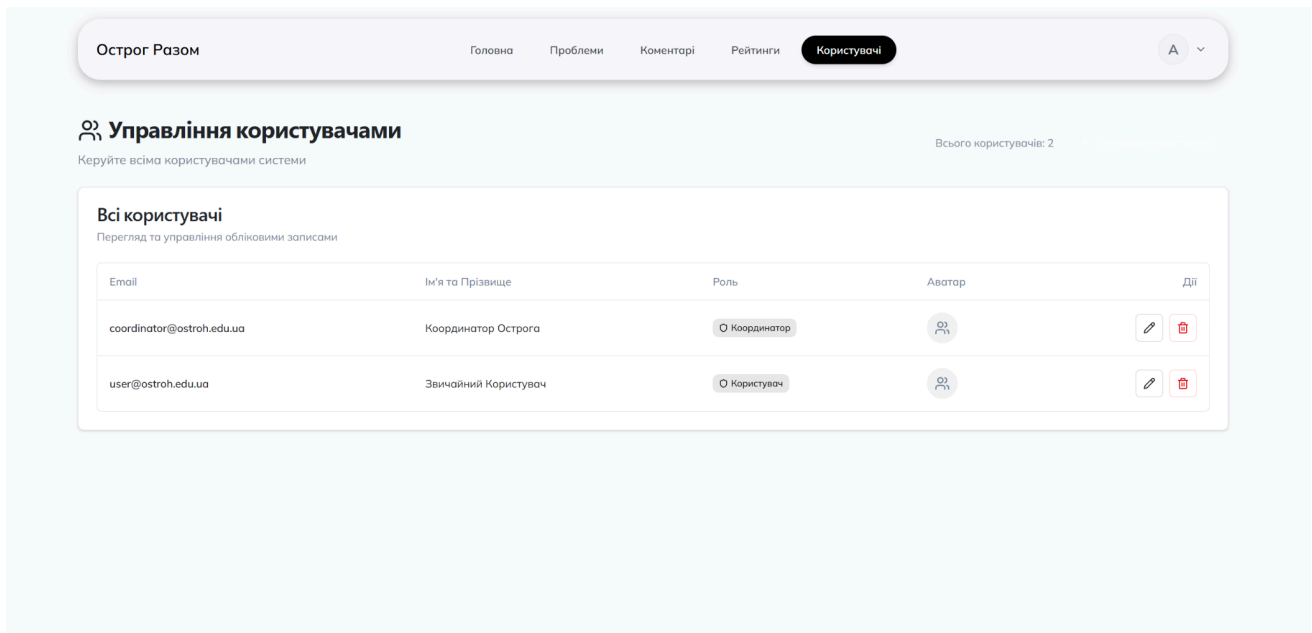 Острог Разом Головна Проблеми Коментарі Рейтинги Користувачі А
Управління користувачами
Всього користувачів: 2
Керуйте всіма користувачами системи
Всі користувачі
Перегляд та управління обліковими записами
Email Ім'я та Прізвище Роль Аватар Дії
coordinator@ostroh.edu.ua Координатор Острога Координатор
user@ostroh.edu.ua Звичайний Користувач Користувач